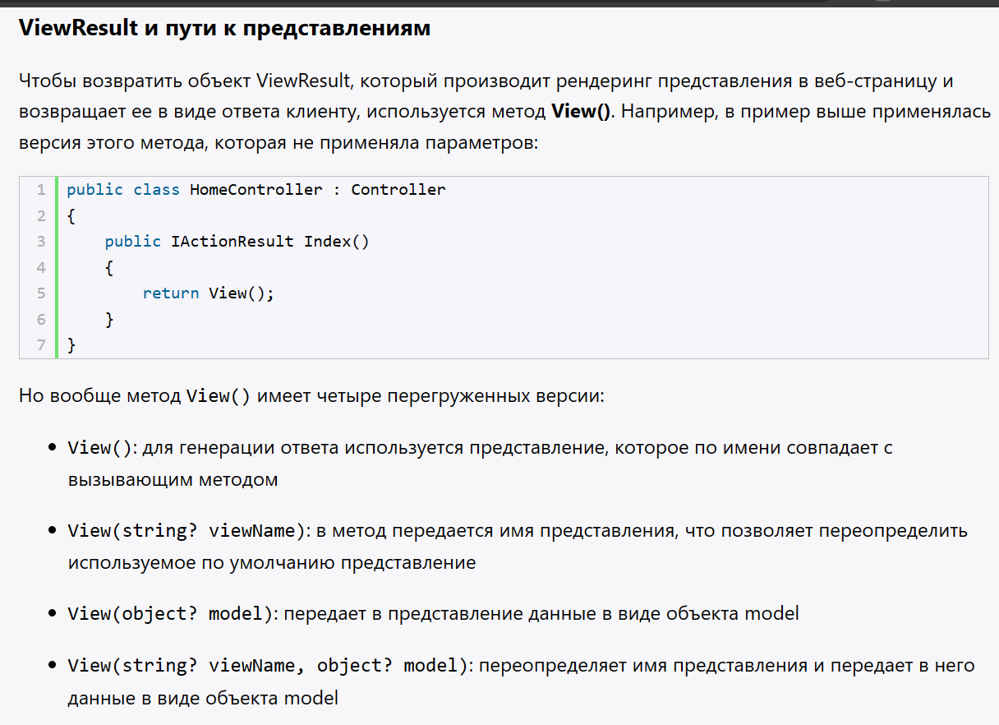 ViewResult и пути к представлениям
Чтобы возвратить объект ViewResult, который производит рендеринг представления в веб-страницу и
возвращает ее в виде ответа клиенту, используется метод View(). Например, в пример выше применялась
версия этого метода, которая не применяла параметров:
1 public class HomeController : Controller
2 {
3     public IActionResult Index()
4     {
5         return View();
6     }
7 }
Но вообще метод View() имеет четыре перегруженных версии:
• View(): для генерации ответа используется представление, которое по имени совпадает с
вызывающим методом
• View(string? viewName): в метод передается имя представления, что позволяет переопределить
используемое по умолчанию представление
• View(object? model): передает в представление данные в виде объекта model
• View(string? viewName, object? model): переопределяет имя представления и передает в него
данные в виде объекта model